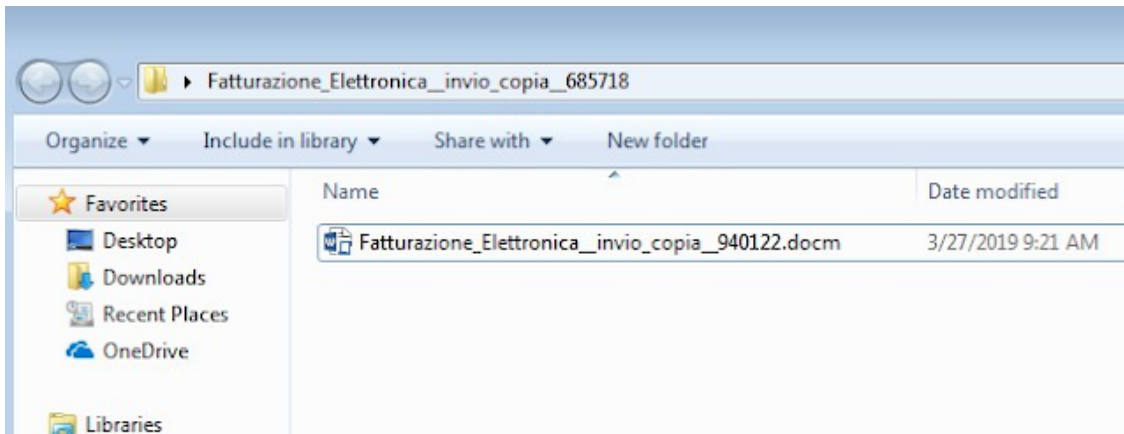 Fatturazione_Elettronica__invio_copia__685718
Organize Include in library Share with New folder
Favorites
Desktop
Downloads
Recent Places
OneDrive
Libraries
Name Date modified
Fatturazione_Elettronica__invio_copia__940122.docm 3/27/2019 9:21 AM